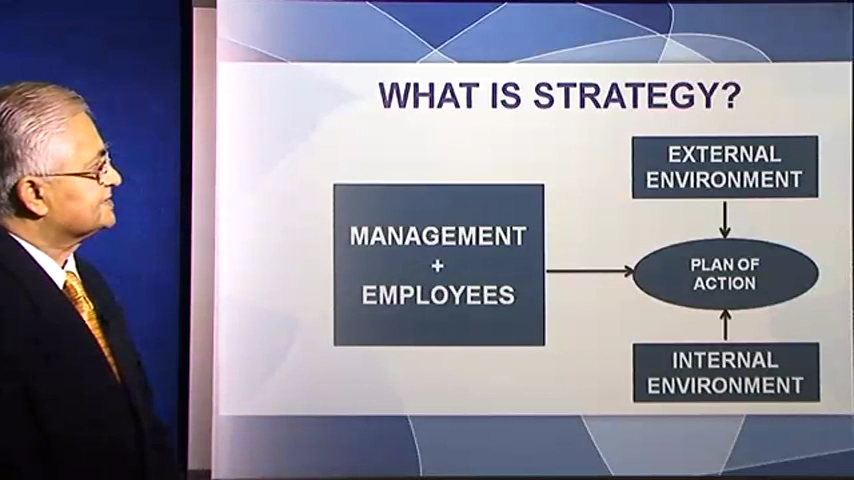 WHAT IS STRATEGY?
EXTERNAL
ENVIRONMENT
MANAGEMENT
+
EMPLOYEES
PLAN OF
ACTION
INTERNAL
ENVIRONMENT